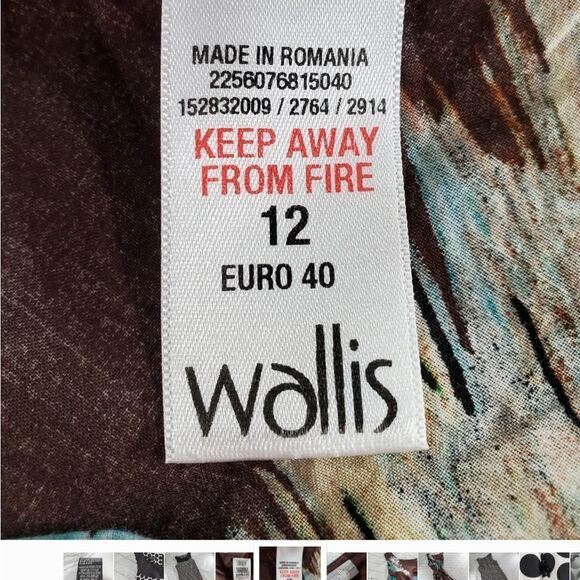 MADE IN ROMANIA
2256076815040
152832009 / 2764 / 2914
KEEP AWAY
FROM FIRE
12
EURO 40
wallis